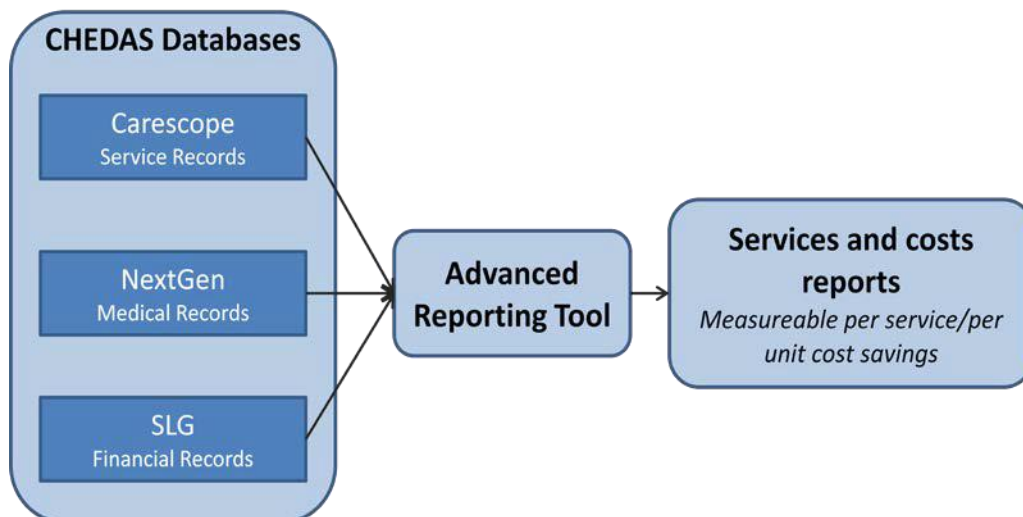 CHEDAS Databases
Carescope
Service Records
NextGen
Medical Records
SLG
Financial Records
Advanced
Reporting Tool
Services and costs
reports
Measureable per service/per
unit cost savings